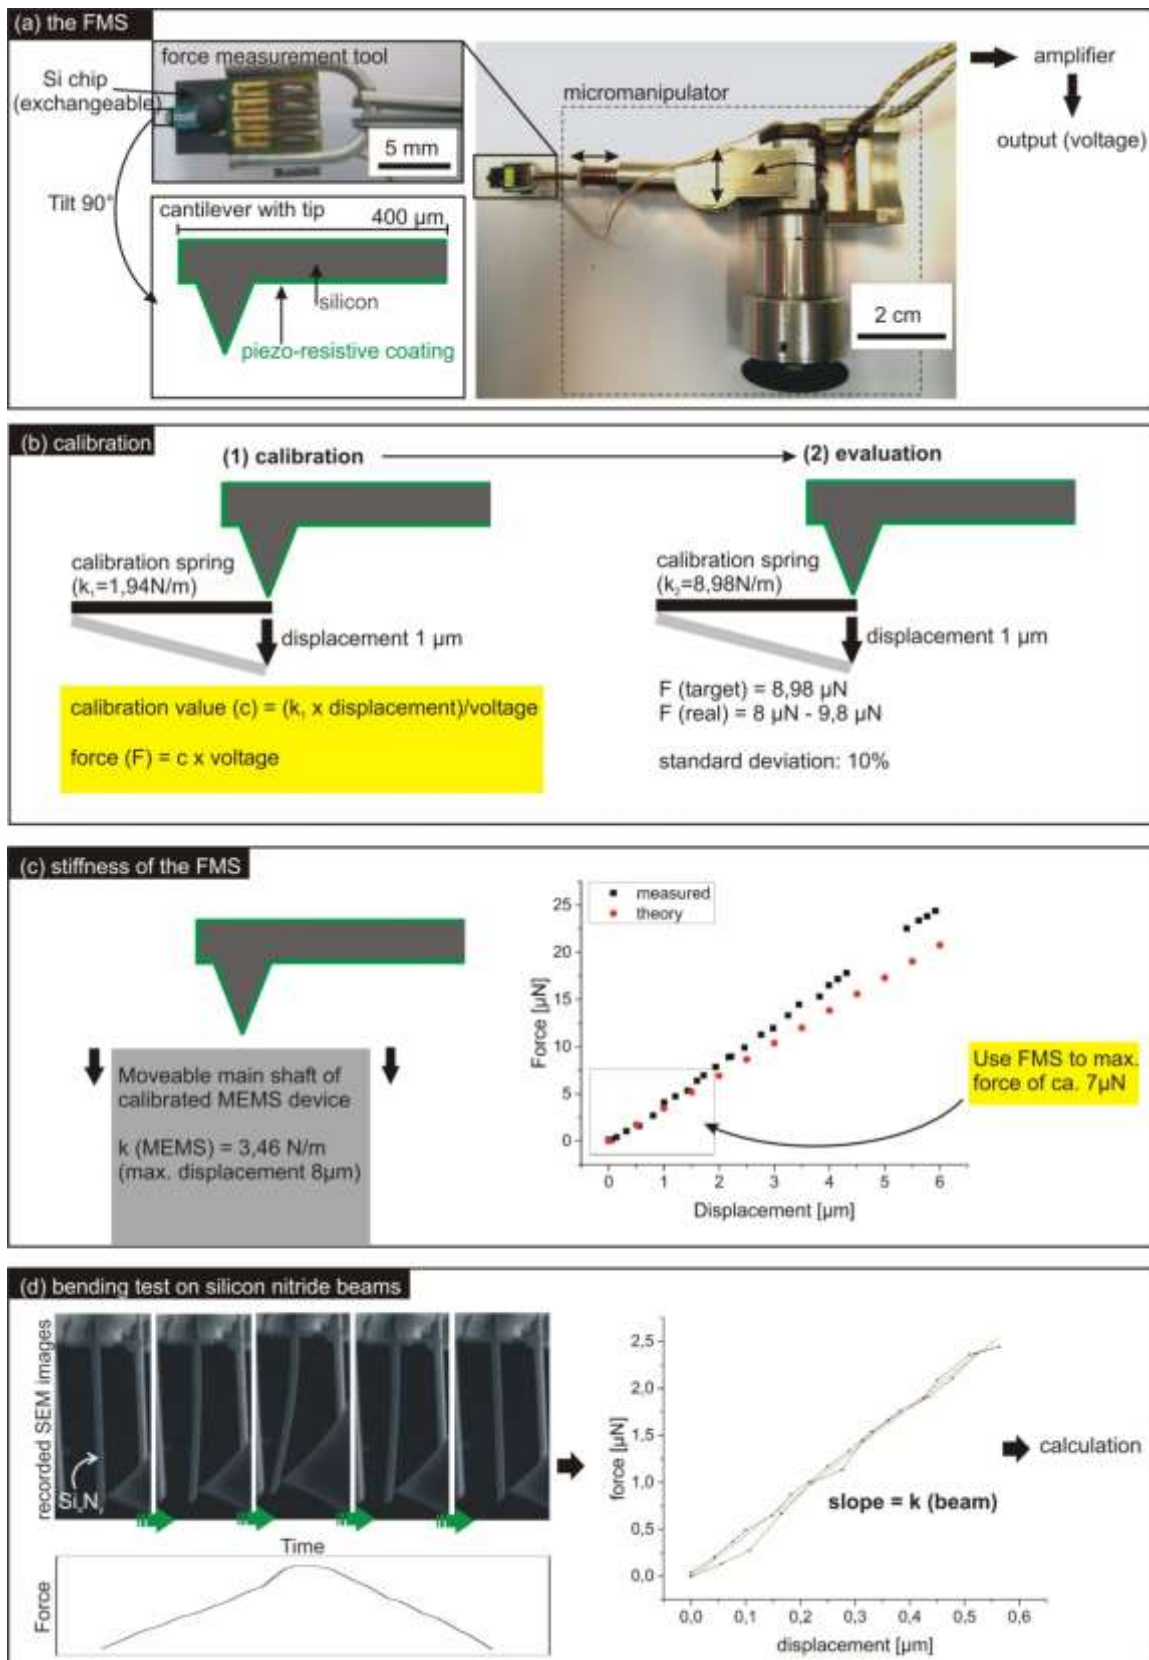 (a) the FMS
force measurement tool
Si chip
(exchangeable)
5 mm
Tilt 90°
cantilever with tip
400 µm
silicon
piezo-resistive coating
micromanipulator
2 cm
amplifier
output (voltage)
(b) calibration
(1) calibration
(2) evaluation
calibration spring
(k₁=1,94N/m)
displacement 1 µm
calibration value (c) = (k₁ x displacement)/voltage
force (F) = c x voltage
calibration spring
(k₂=8,98N/m)
displacement 1 µm
F (target) = 8,98 µN
F (real) = 8 µN - 9,8 µN
standard deviation: 10%
(c) stiffness of the FMS
Moveable main shaft of
calibrated MEMS device
k (MEMS) = 3,46 N/m
(max. displacement 8µm)
measured
theory
25
20
15
10
5
0
Force [µN]
0 1 2 3 4 5 6
Displacement [µm]
Use FMS to max.
force of ca. 7µN
(d) bending test on silicon nitride beams
recorded SEM images
Time
Force
2,5
2,0
1,5
1,0
0,5
0,0
force [µN]
slope = k (beam)
0,0 0,1 0,2 0,3 0,4 0,5 0,6
displacement [µm]
calculation